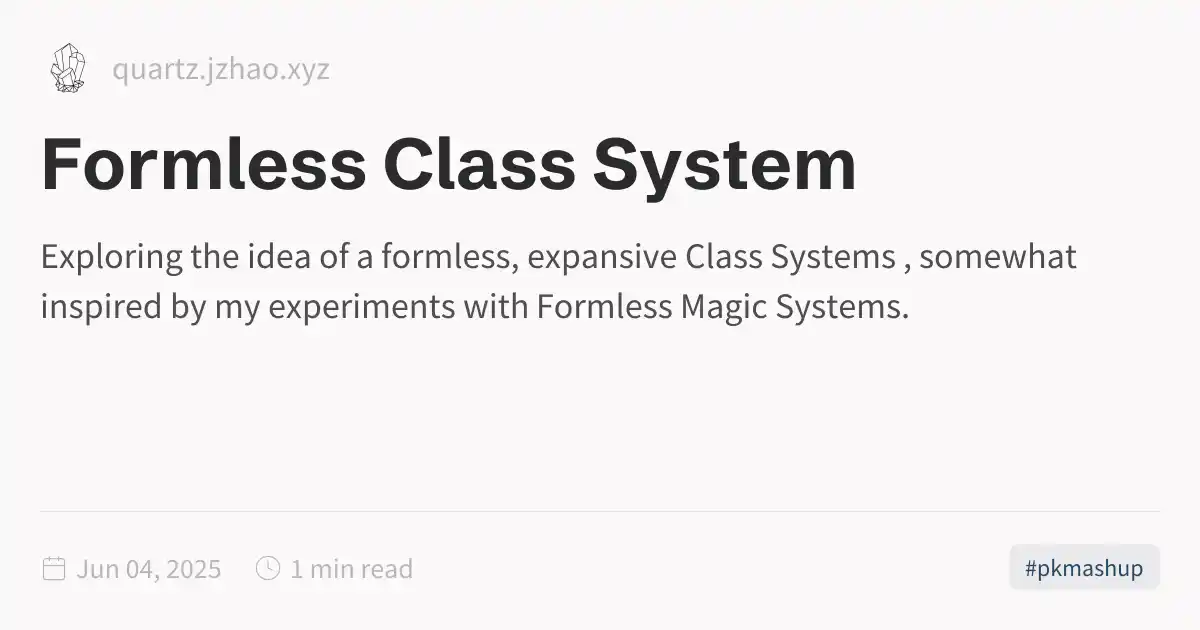 quartz.jzhao.xyz
Formless Class System
Exploring the idea of a formless, expansive Class Systems , somewhat
inspired by my experiments with Formless Magic Systems.
Jun 04, 2025
1 min read
#pkmashup